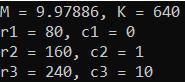 M = 9.97886, K = 640
r1 = 80, c1 = 0
r2 = 160, c2 = 1
r3 = 240, c3 = 10